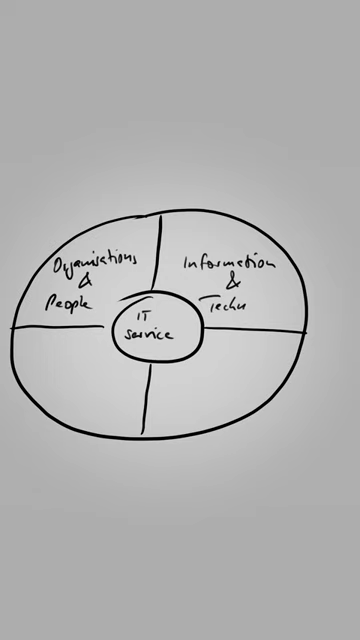 Organisations
&
People
Information
&
Techn
IT
service